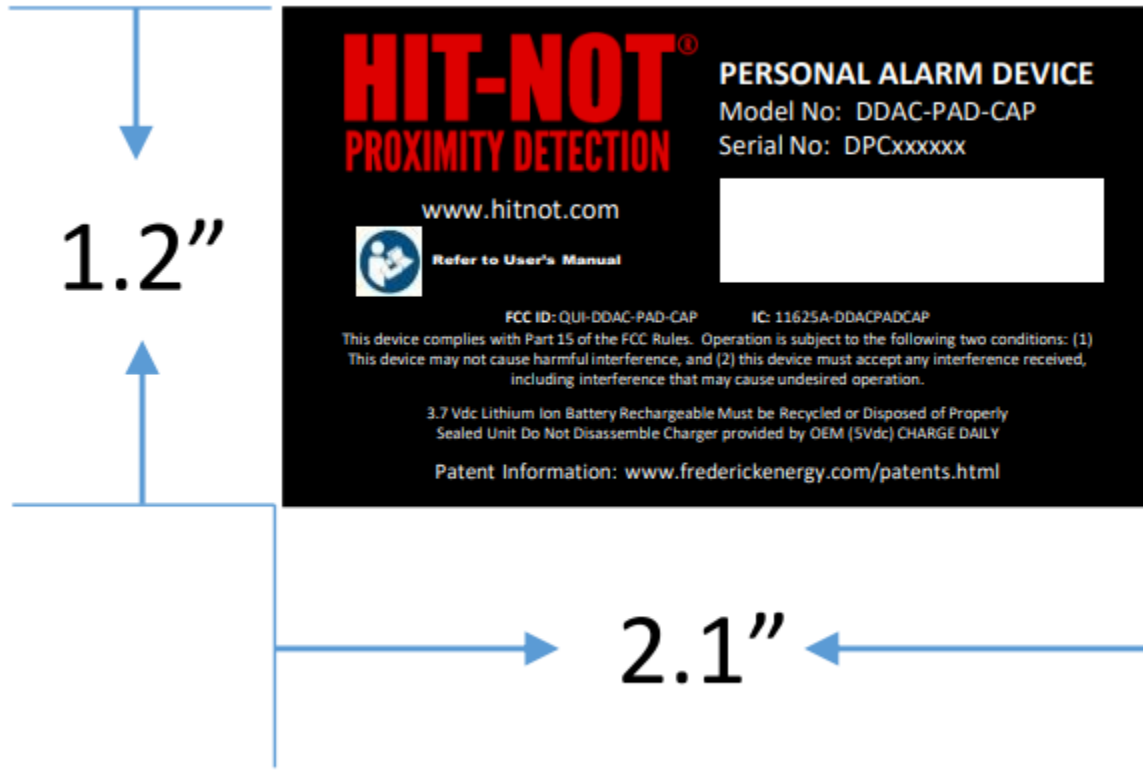 HIT-NOT®
PROXIMITY DETECTION
www.hitnot.com
Refer to User's Manual
PERSONAL ALARM DEVICE
Model No: DDAC-PAD-CAP
Serial No: DPCxxxxxx
FCC ID: QUI-DDAC-PAD-CAP IC: 11625A-DDACPADCAP
This device complies with Part 15 of the FCC Rules. Operation is subject to the following two conditions: (1)
This device may not cause harmful interference, and (2) this device must accept any interference received,
including interference that may cause undesired operation.
3.7 Vdc Lithium Ion Battery Rechargeable Must be Recycled or Disposed of Properly
Sealed Unit Do Not Disassemble Charger provided by OEM (5Vdc) CHARGE DAILY
Patent Information: www.frederickenergy.com/patents.html
1.2”
2.1”